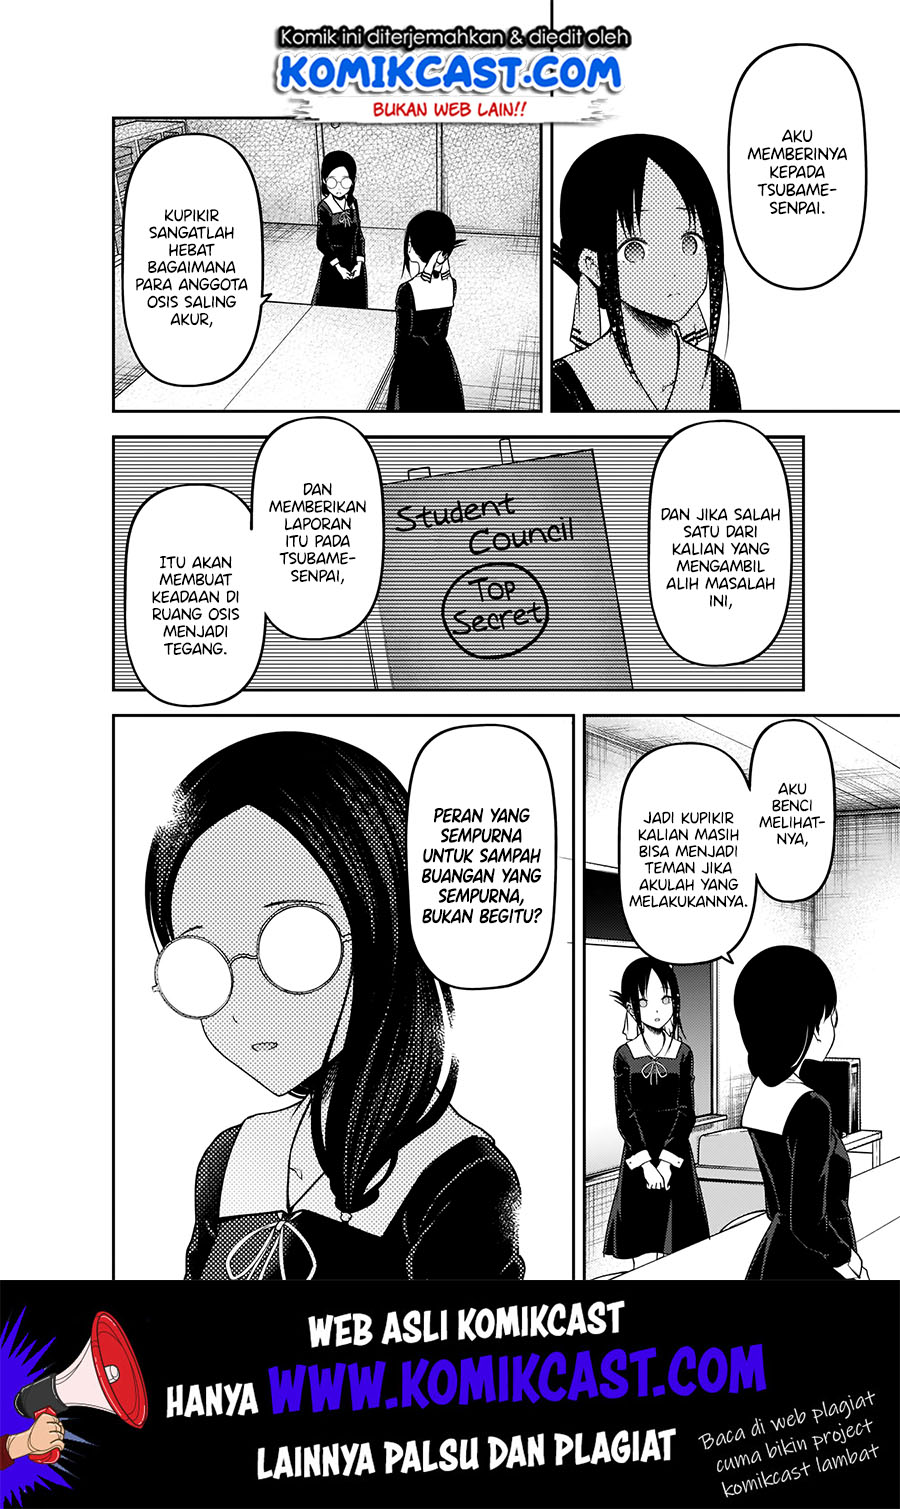 Komik ini diterjemahkan & diedit oleh
KOMIKCAST.COM
BUKAN WEB LAIN!!
AKU
MEMBERINYA
KEPADA
TSUBAME-
SENPAI.
KUPIKIR
SANGATLAH
HEBAT
BAGAIMANA
PARA ANGGOTA
OSIS SALING
AKUR,
DAN JIKA SALAH
SATU DARI
KALIAN YANG
MENGAMBIL
ALIH MASALAH
INI,
Student
Council
Top
Secret
DAN
MEMBERIKAN
LAPORAN
ITU PADA
TSUBAME-
SENPAI,
ITU AKAN
MEMBUAT
KEADAAN DI
RUANG OSIS
MENJADI
TEGANG.
AKU
BENCI
MELIHAT-
NYA,
JADI KUPIKIR
KALIAN MASIH
BISA MENJADI
TEMAN JIKA
AKULAH YANG
MELAKUKANNYA.
PERAN YANG
SEMPURNA
UNTUK SAMPAH
BUANGAN YANG
SEMPURNA,
BUKAN BEGITU?
WEB ASLI KOMIKCAST
HANYA WWW.KOMIKCAST.COM
LAINNYA PALSU DAN PLAGIAT
Baca di web plagiat
cuma bikin project
komikcast lambat